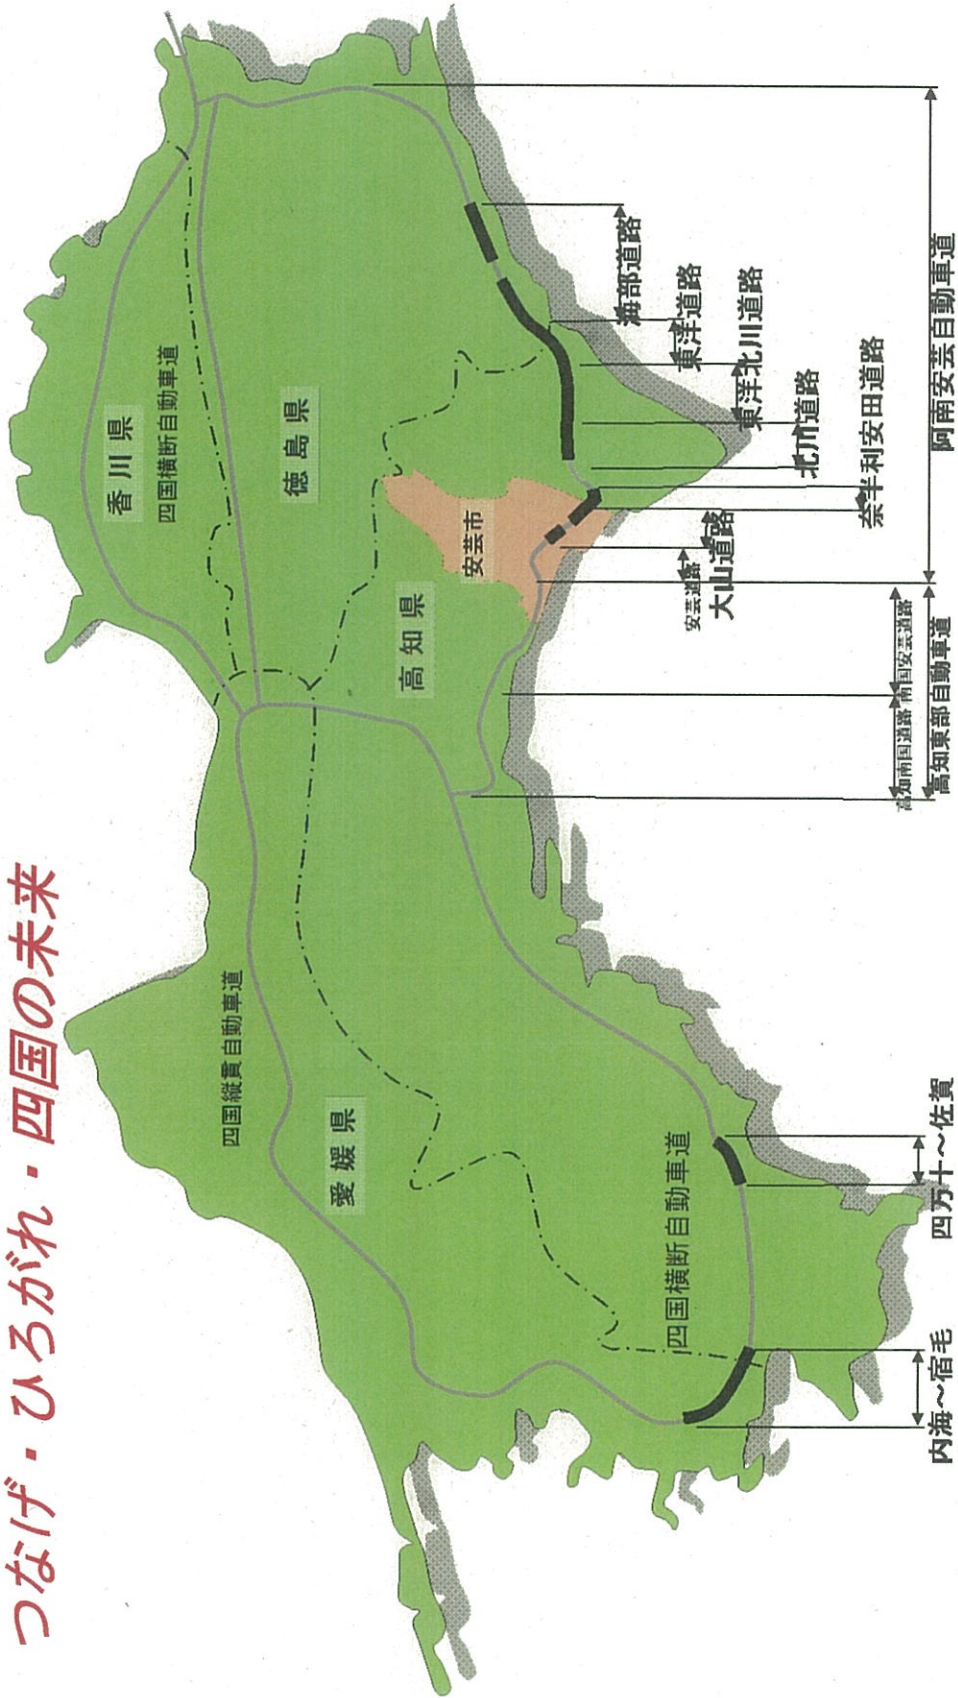 つなげ・ひろがれ・四国の未来
香川県
四国横断自動車道
徳島県
安芸市
高知県
四国縦貫自動車道
愛媛県
四国横断自動車道
海部道路
東洋道路
東洋北川道路
北川道路
奈半利安田道路
大山道路
安芸道路
阿南安芸自動車道
南国安芸道路
高知南国道路
高知東部自動車道
四万十～佐賀
内海～宿毛